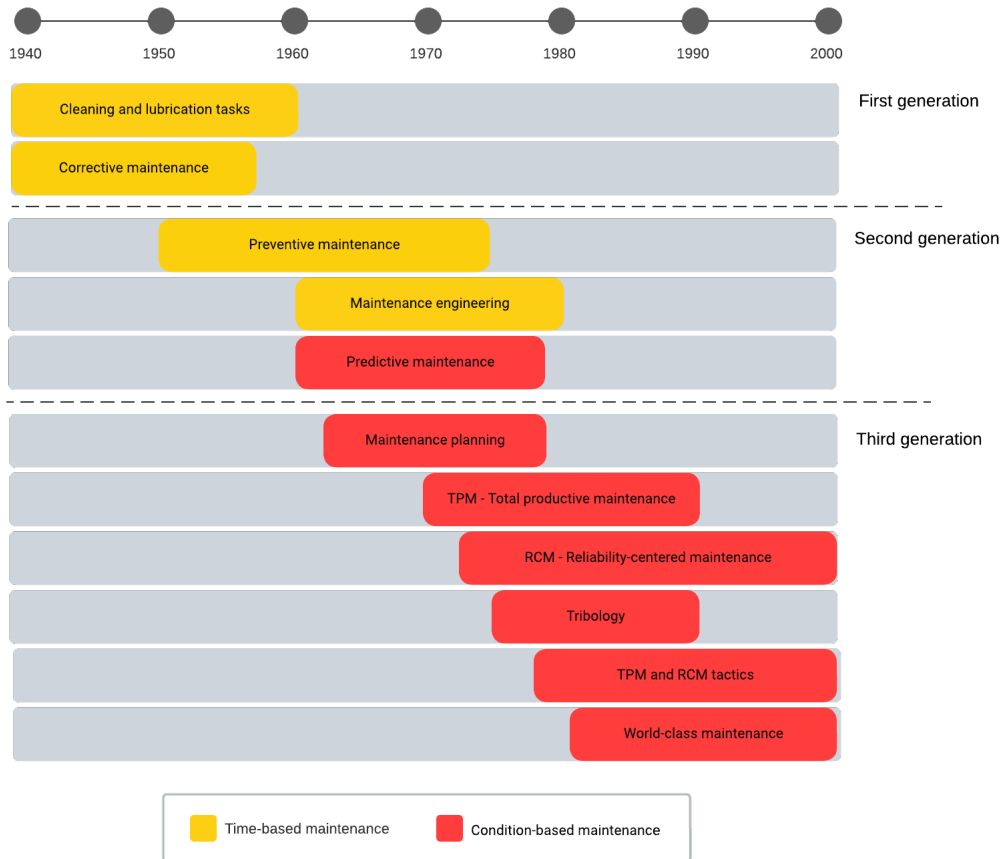 1940 1950 1960 1970 1980 1990 2000
First generation
Cleaning and lubrication tasks
Corrective maintenance
Second generation
Preventive maintenance
Maintenance engineering
Predictive maintenance
Third generation
Maintenance planning
TPM - Total productive maintenance
RCM - Reliability-centered maintenance
Tribology
TPM and RCM tactics
World-class maintenance
Time-based maintenance Condition-based maintenance